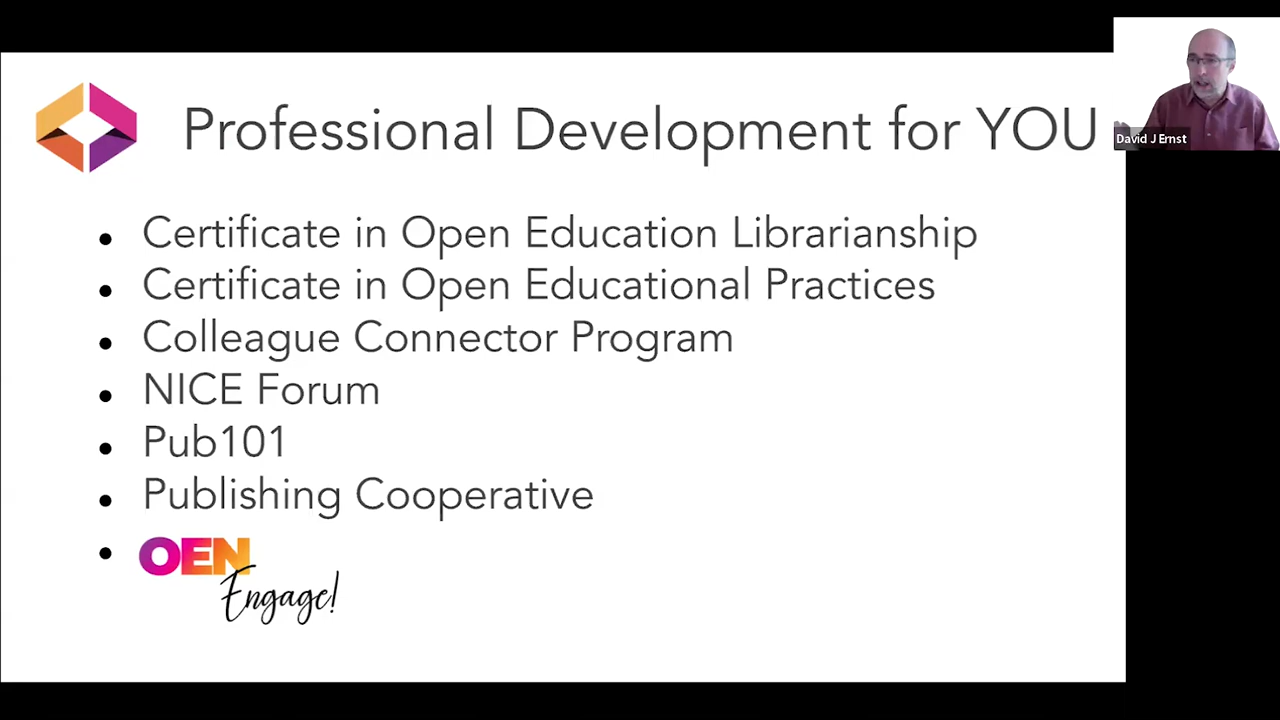 Professional Development for YOU
David J Ernst
• Certificate in Open Education Librarianship
• Certificate in Open Educational Practices
• Colleague Connector Program
• NICE Forum
• Pub101
• Publishing Cooperative
• OEN
Engage!